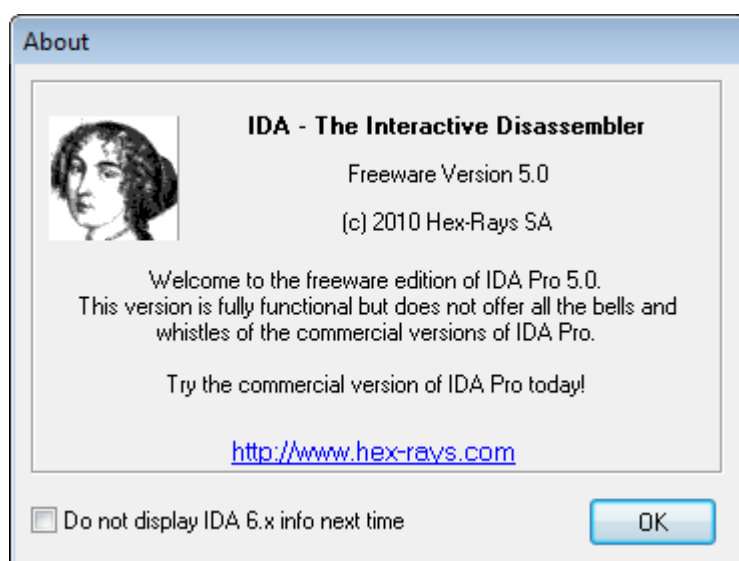 About
IDA - The Interactive Disassembler
Freeware Version 5.0
(c) 2010 Hex-Rays SA
Welcome to the freeware edition of IDA Pro 5.0.
This version is fully functional but does not offer all the bells and
whistles of the commercial versions of IDA Pro.
Try the commercial version of IDA Pro today!
http://www.hex-rays.com
Do not display IDA 6.x info next time
OK